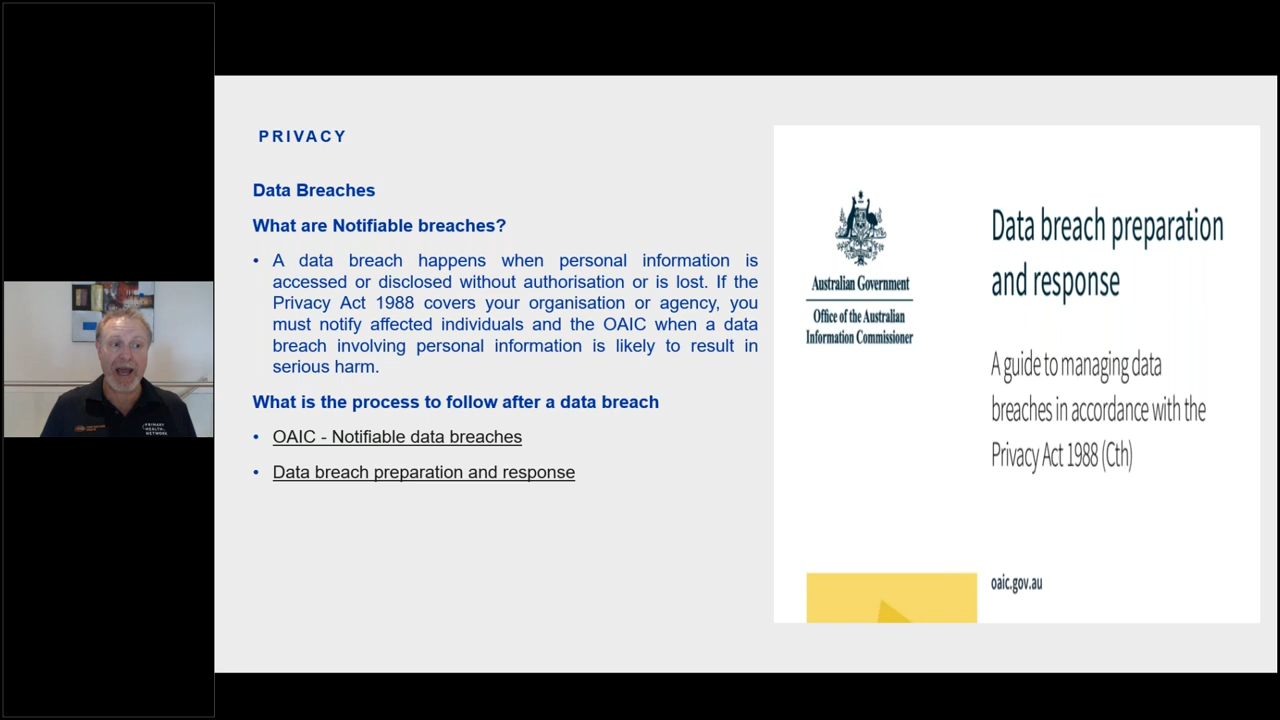 PRIVACY
Data Breaches
What are Notifiable breaches?
• A data breach happens when personal information is
accessed or disclosed without authorisation or is lost. If the
Privacy Act 1988 covers your organisation or agency, you
must notify affected individuals and the OAIC when a data
breach involving personal information is likely to result in
serious harm.
What is the process to follow after a data breach
• OAIC - Notifiable data breaches
• Data breach preparation and response
Australian Government
Office of the Australian
Information Commissioner
Data breach preparation
and response
A guide to managing data
breaches in accordance with the
Privacy Act 1988 (Cth)
oaic.gov.au
PRIMARY
HEALTH
NETWORK